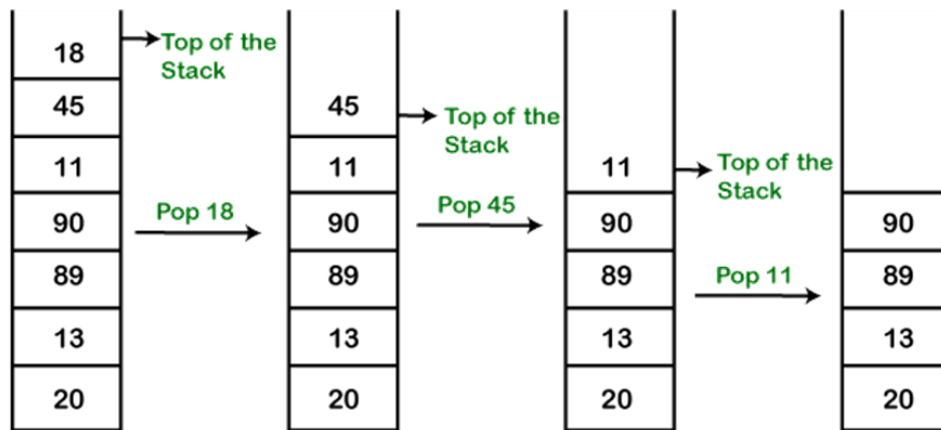 18
45
11
90
89
13
20
Top of the
Stack
Pop 18
45
11
90
89
13
20
Top of the
Stack
Pop 45
11
90
89
13
20
Top of the
Stack
Pop 11
90
89
13
20